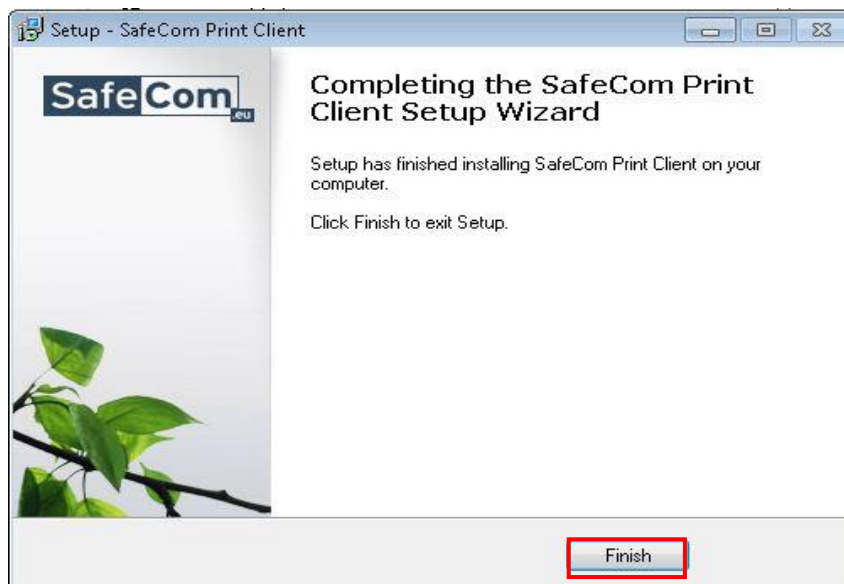 Setup - SafeCom Print Client
SafeCom
.eu
Completing the SafeCom Print
Client Setup Wizard
Setup has finished installing SafeCom Print Client on your
computer.
Click Finish to exit Setup.
Finish